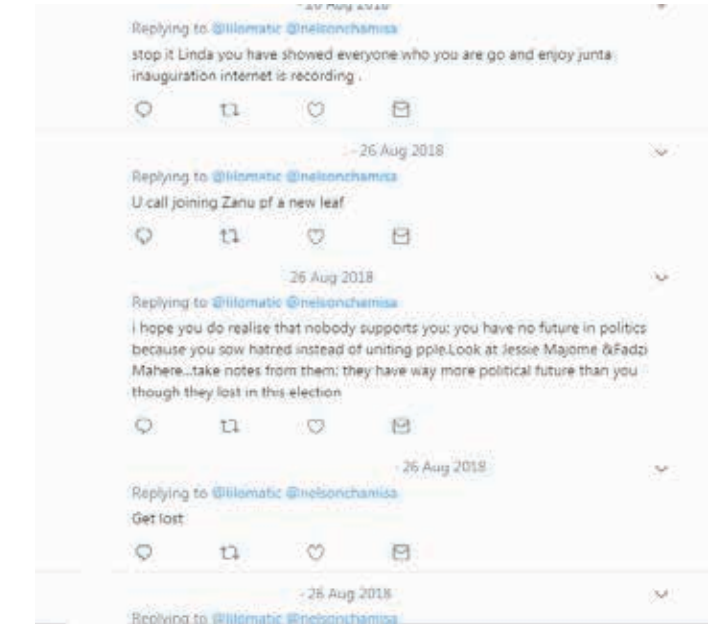 - 26 Aug 2018
Replying to @lilomatic @nelsonchamisa
stop it Linda you have showed everyone who you are go and enjoy junta
inauguration internet is recording .
- 26 Aug 2018
Replying to @lilomatic @nelsonchamisa
U call joining Zanu pf a new leaf
26 Aug 2018
Replying to @lilomatic @nelsonchamisa
i hope you do realise that nobody supports you; you have no future in politics
because you sow hatred instead of uniting pple.Look at Jessie Majome &Fadzi
Mahere...take notes from them; they have way more political future than you
though they lost in this election
- 26 Aug 2018
Replying to @lilomatic @nelsonchamisa
Get lost
- 26 Aug 2018
Replying to @lilomatic @nelsonchamisa